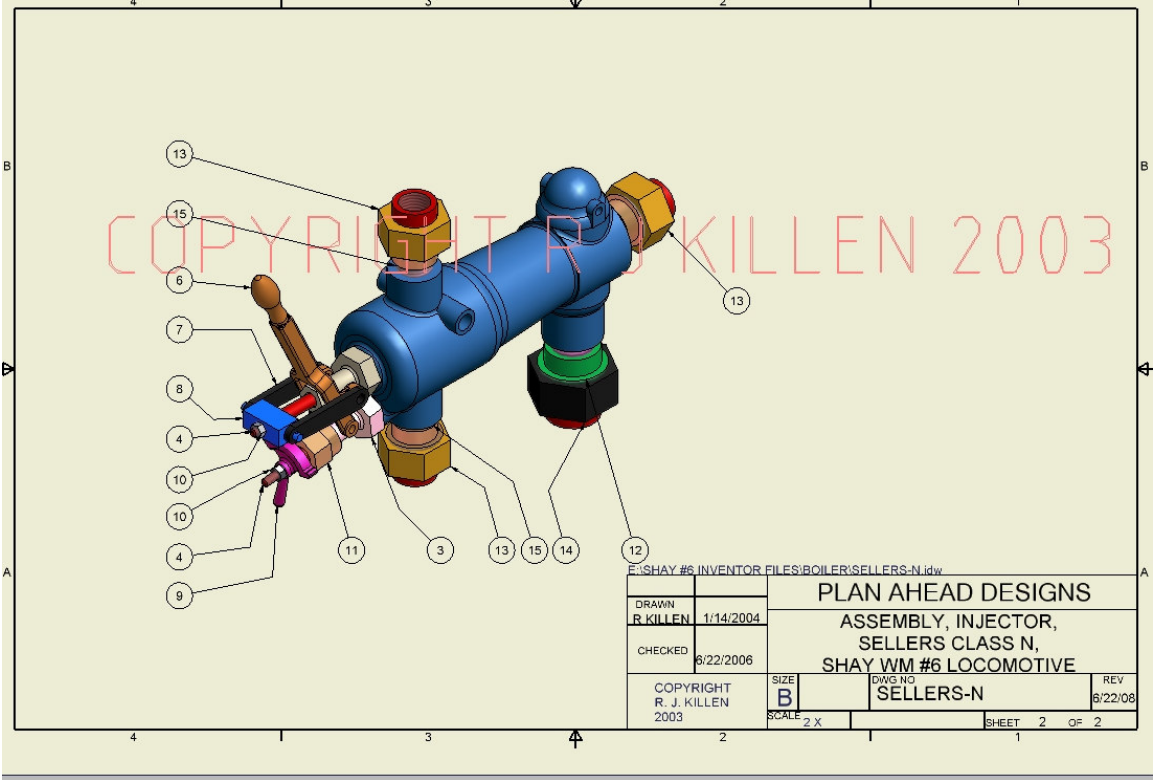 4 3 2 1
B B
13
15
COPYRIGHT R J KILLEN 2003
6
13
7
8
4
10
10
4
9
11 3 13 15 14 12
A A
E:\SHAY #6 INVENTOR FILES\BOILER\SELLERS-N.idw
PLAN AHEAD DESIGNS
DRAWN
R KILLEN 1/14/2004
ASSEMBLY, INJECTOR,
SELLERS CLASS N,
SHAY WM #6 LOCOMOTIVE
CHECKED
6/22/2006
COPYRIGHT
R. J. KILLEN
2003
SIZE
B
DWG NO
SELLERS-N
REV
6/22/08
SCALE 2 X
SHEET 2 OF 2
4 3 2 1